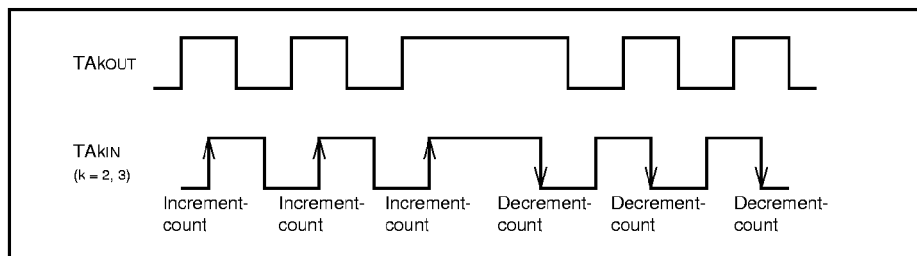 TAkOUT
TAkIN
(k = 2, 3)
Increment-
count
Increment-
count
Increment-
count
Decrement-
count
Decrement-
count
Decrement-
count